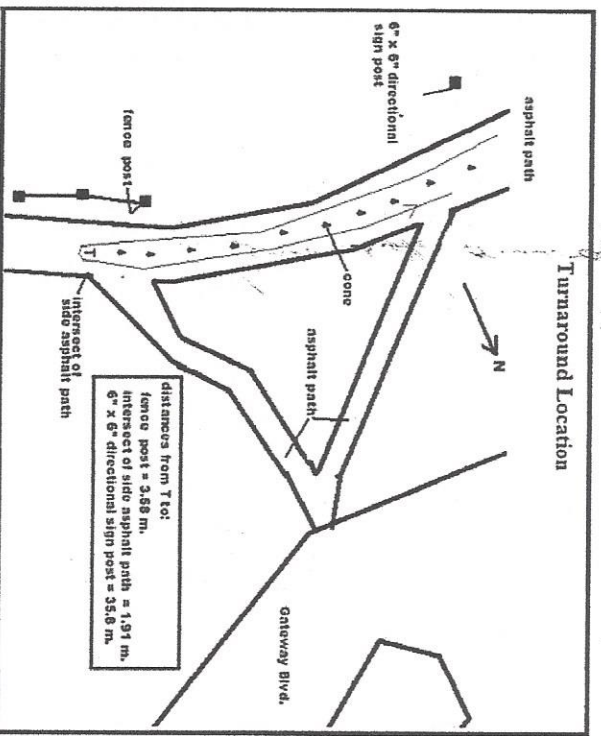 Turnaround Location
asphalt path
6" x 6" directional
sign post
N
cone
asphalt path
fence post
T
intersect of
side asphalt path
Gateway Blvd.
distances from T to:
fence post = 3.58 m.
intersect of side asphalt path = 1.91 m.
6" x 6" directional sign post = 35.8 m.